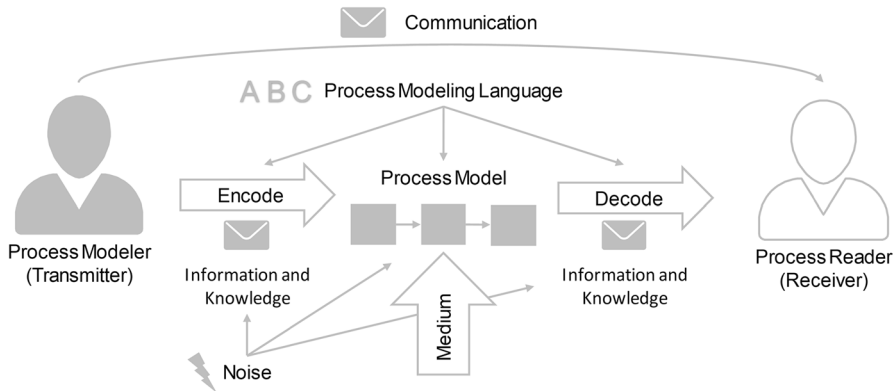 Communication
A B C Process Modeling Language
Encode
Process Model
Decode
Process Modeler
(Transmitter)
Information and
Knowledge
Medium
Information and
Knowledge
Process Reader
(Receiver)
Noise